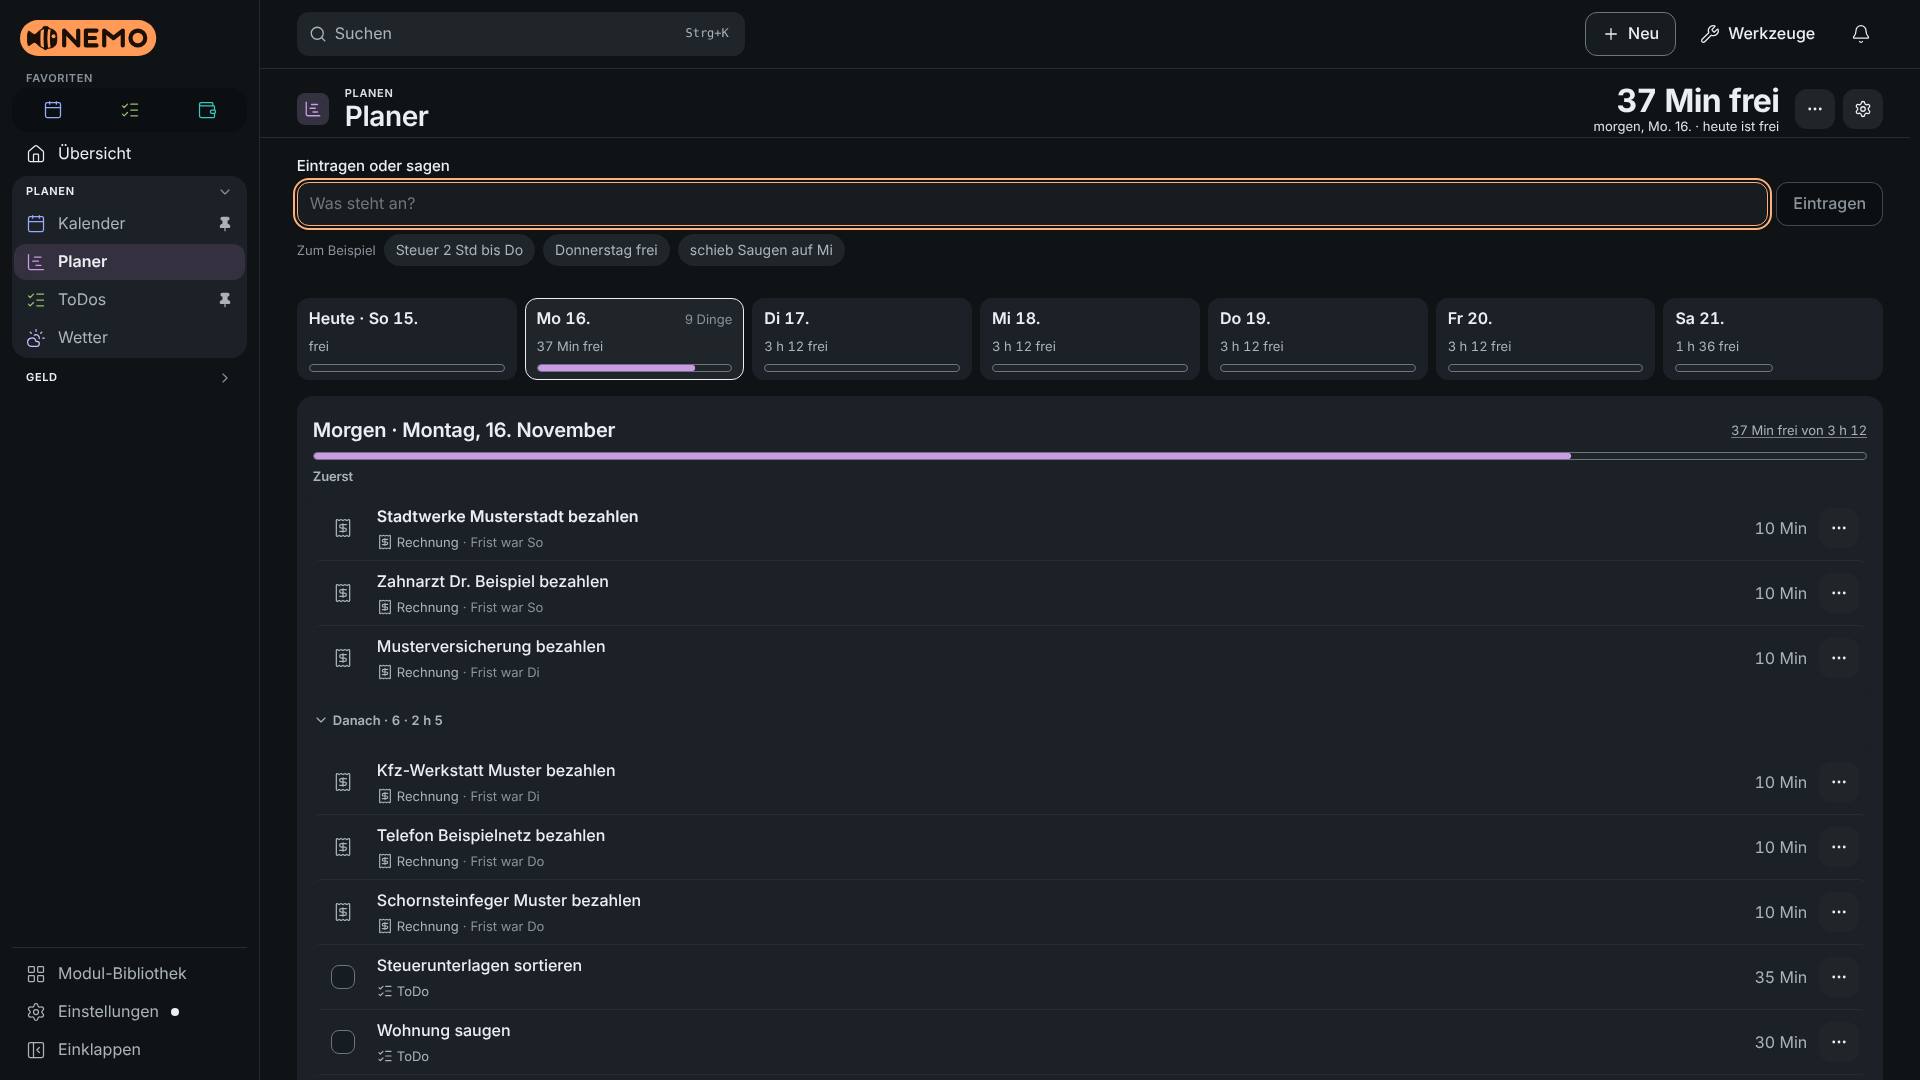 NEMO
FAVORITEN
Übersicht
PLANEN
Kalender
Planer
ToDos
Wetter
GELD
Modul-Bibliothek
Einstellungen
Einklappen
Suchen Strg+K
Neu
Werkzeuge
PLANEN
Planer
37 Min frei
morgen, Mo. 16. · heute ist frei
Eintragen oder sagen
Was steht an?
Eintragen
Zum Beispiel Steuer 2 Std bis Do Donnerstag frei schieb Saugen auf Mi
Heute · So 15.
frei
Mo 16. 9 Dinge
37 Min frei
Di 17.
3 h 12 frei
Mi 18.
3 h 12 frei
Do 19.
3 h 12 frei
Fr 20.
3 h 12 frei
Sa 21.
1 h 36 frei
Morgen · Montag, 16. November
37 Min frei von 3 h 12
Zuerst
Stadtwerke Musterstadt bezahlen
Rechnung · Frist war So
10 Min
Zahnarzt Dr. Beispiel bezahlen
Rechnung · Frist war So
10 Min
Musterversicherung bezahlen
Rechnung · Frist war Di
10 Min
Danach · 6 · 2 h 5
Kfz-Werkstatt Muster bezahlen
Rechnung · Frist war Di
10 Min
Telefon Beispielnetz bezahlen
Rechnung · Frist war Do
10 Min
Schornsteinfeger Muster bezahlen
Rechnung · Frist war Do
10 Min
Steuerunterlagen sortieren
ToDo
35 Min
Wohnung saugen
ToDo
30 Min